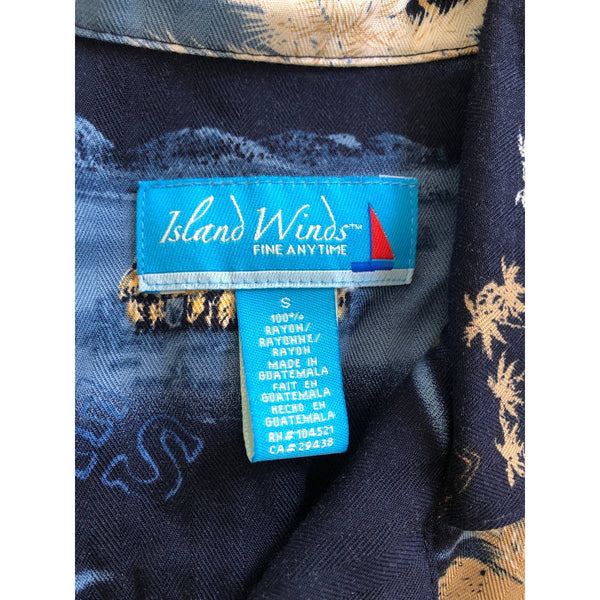 Island Winds™
FINE ANYTIME
S
100%
RAYON/
RAYONNE/
RAYON
MADE IN
GUATEMALA
FAIT EN
GUATEMALA
HECHO EN
GUATEMALA
RN# 104521
CA# 29438